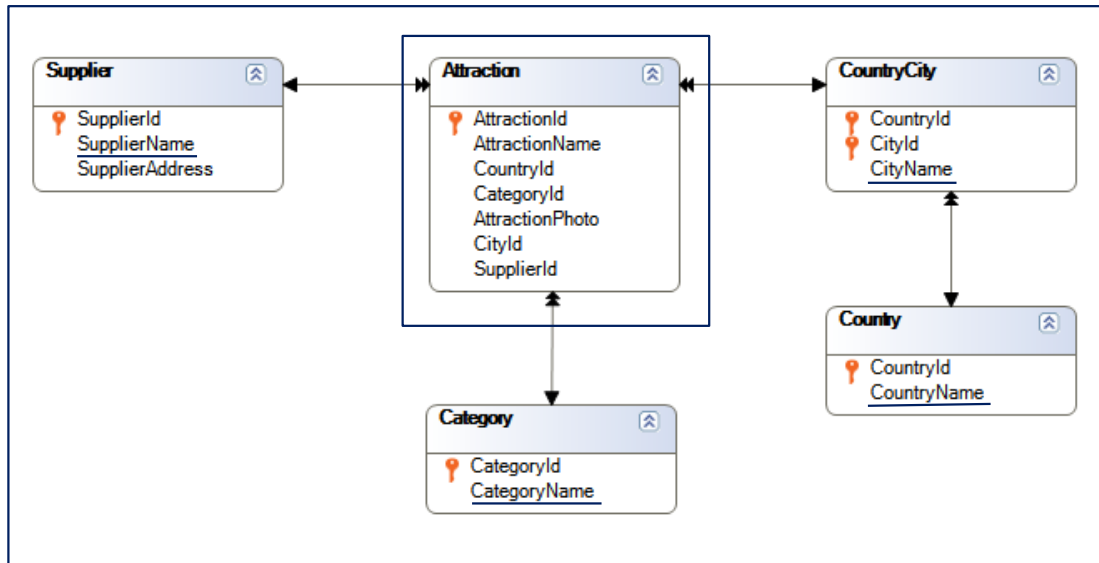 Supplier
SupplierId
SupplierName
SupplierAddress
Attraction
AttractionId
AttractionName
CountryId
CategoryId
AttractionPhoto
CityId
SupplierId
CountryCity
CountryId
CityId
CityName
Country
CountryId
CountryName
Category
CategoryId
CategoryName